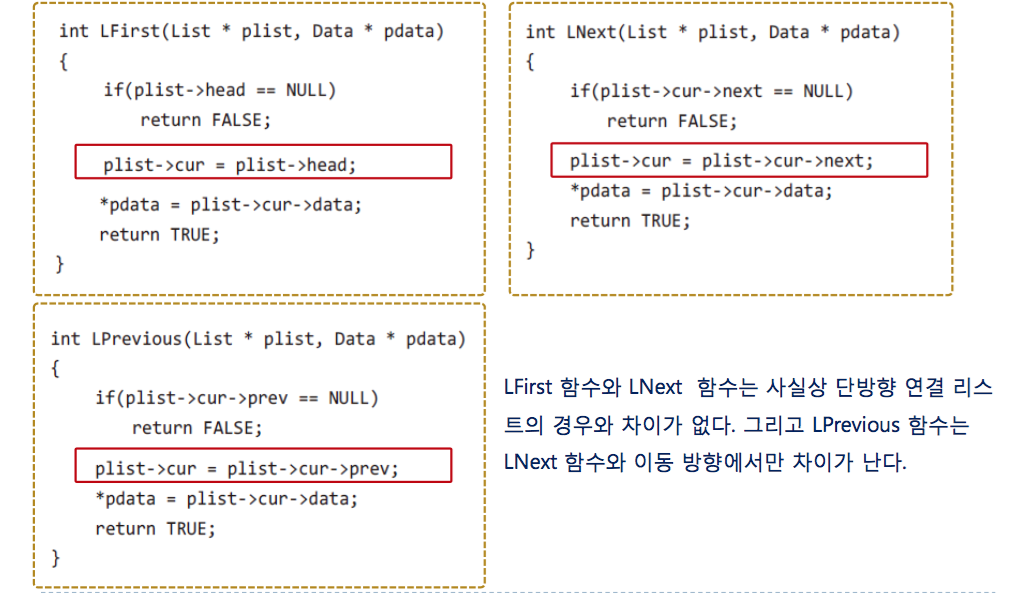 int LFirst(List * plist, Data * pdata)
{
if(plist->head == NULL)
return FALSE;
plist->cur = plist->head;
*pdata = plist->cur->data;
return TRUE;
}
int LNext(List * plist, Data * pdata)
{
if(plist->cur->next == NULL)
return FALSE;
plist->cur = plist->cur->next;
*pdata = plist->cur->data;
return TRUE;
}
int LPrevious(List * plist, Data * pdata)
{
if(plist->cur->prev == NULL)
return FALSE;
plist->cur = plist->cur->prev;
*pdata = plist->cur->data;
return TRUE;
}
LFirst 함수와 LNext 함수는 사실상 단방향 연결 리스
트의 경우와 차이가 없다. 그리고 LPrevious 함수는
LNext 함수와 이동 방향에서만 차이가 난다.